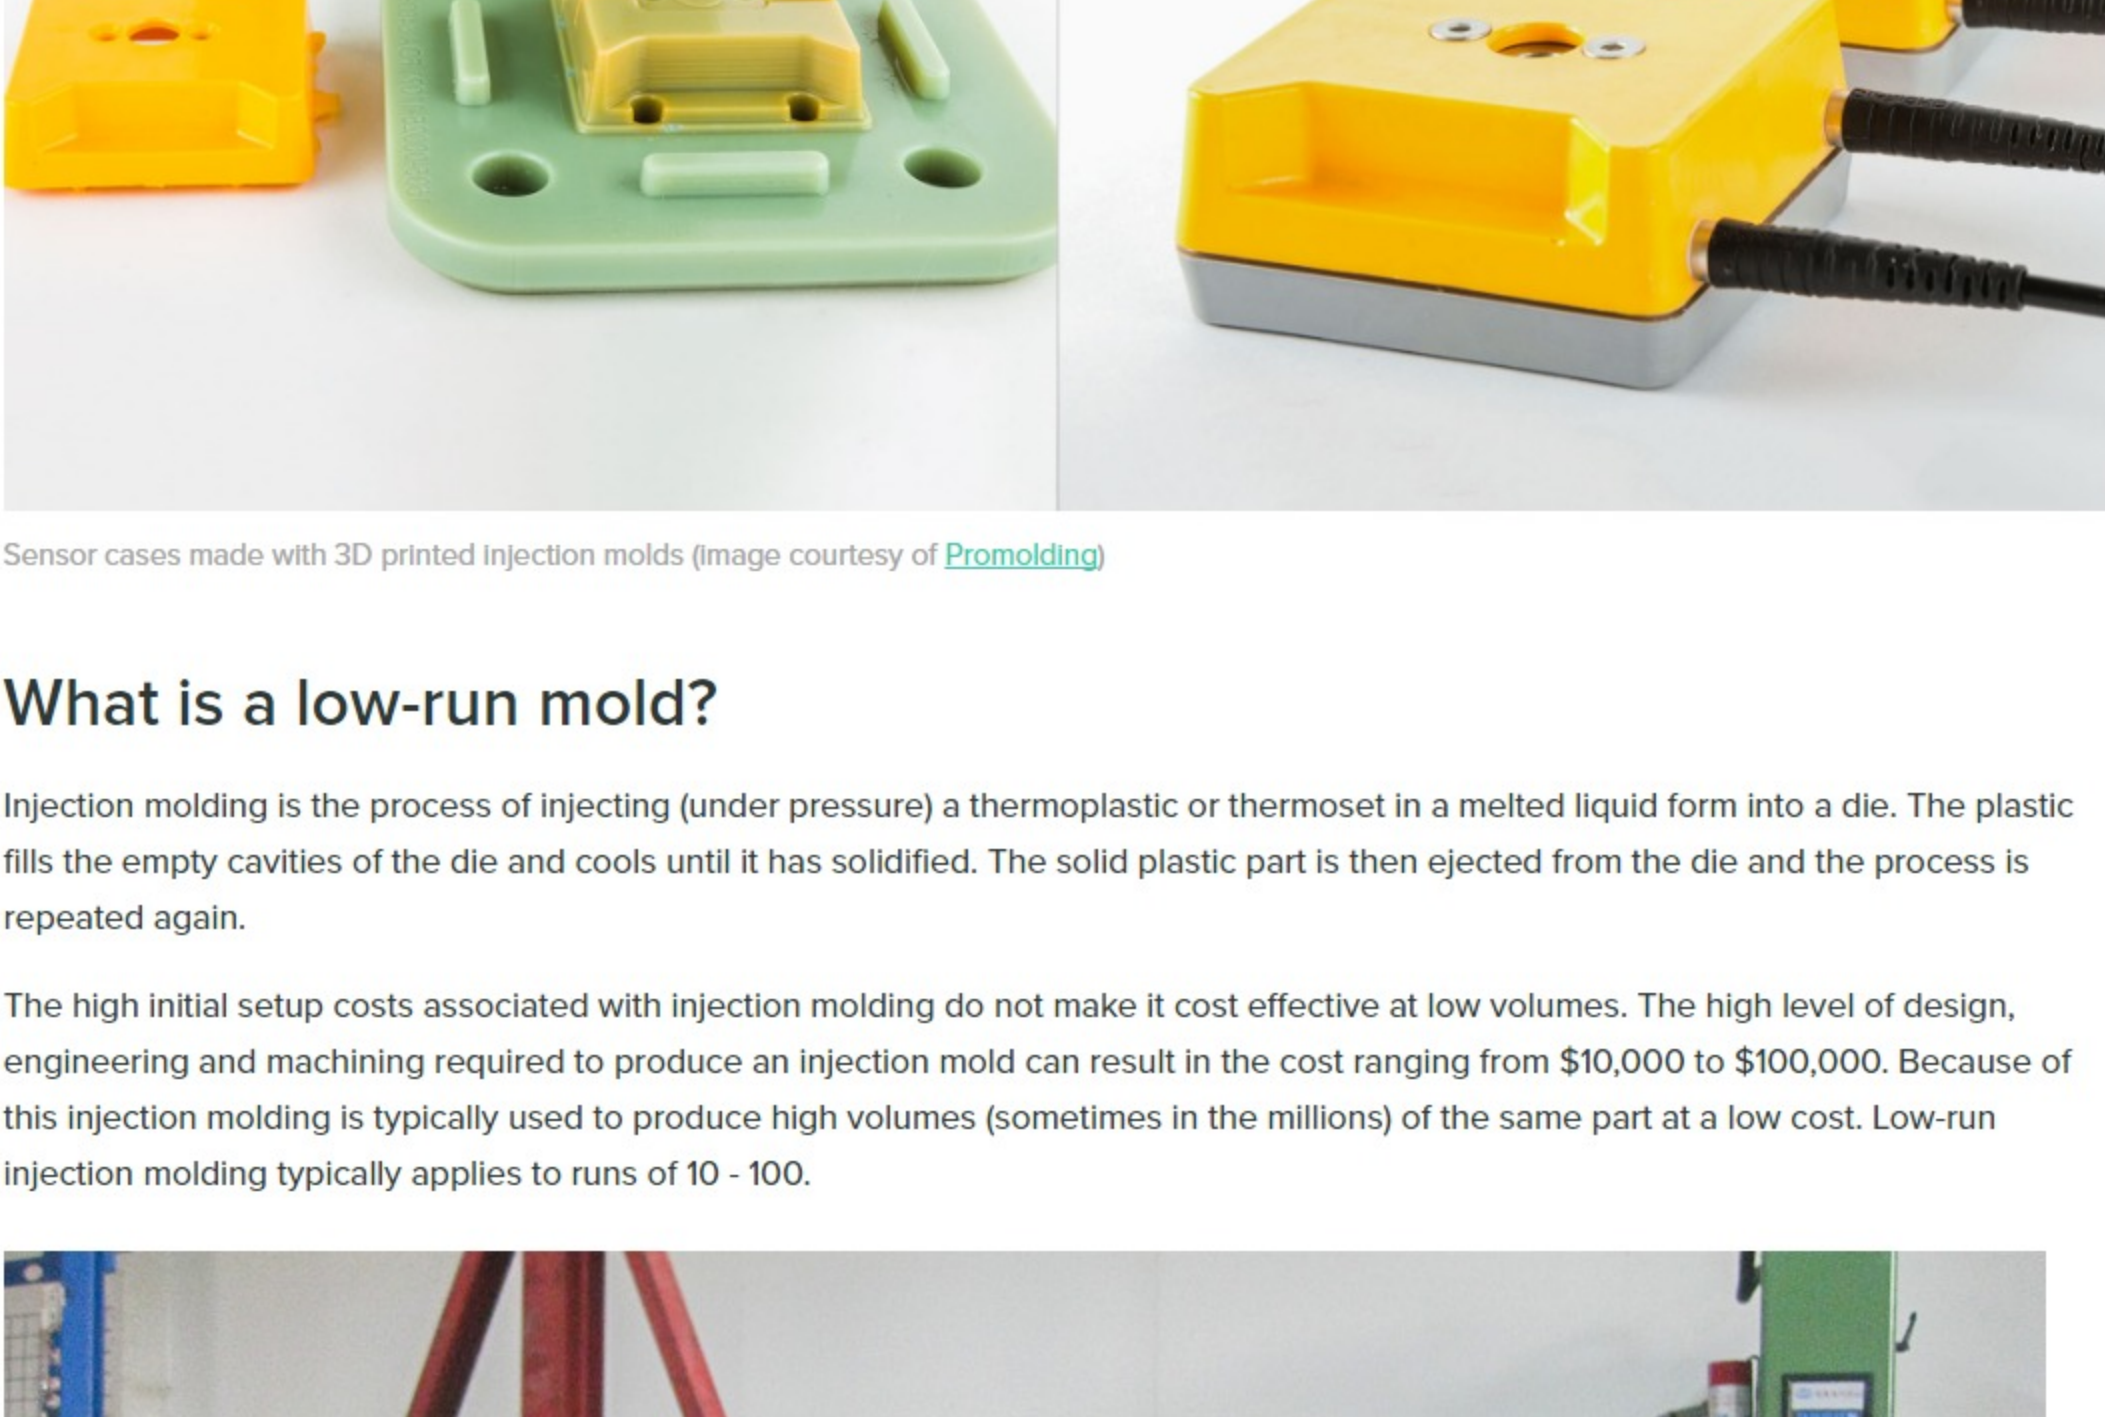 Sensor cases made with 3D printed injection molds (image courtesy of Promolding)
What is a low-run mold?
Injection molding is the process of injecting (under pressure) a thermoplastic or thermoset in a melted liquid form into a die. The plastic
fills the empty cavities of the die and cools until it has solidified. The solid plastic part is then ejected from the die and the process is
repeated again.
The high initial setup costs associated with injection molding do not make it cost effective at low volumes. The high level of design,
engineering and machining required to produce an injection mold can result in the cost ranging from $10,000 to $100,000. Because of
this injection molding is typically used to produce high volumes (sometimes in the millions) of the same part at a low cost. Low-run
injection molding typically applies to runs of 10 - 100.